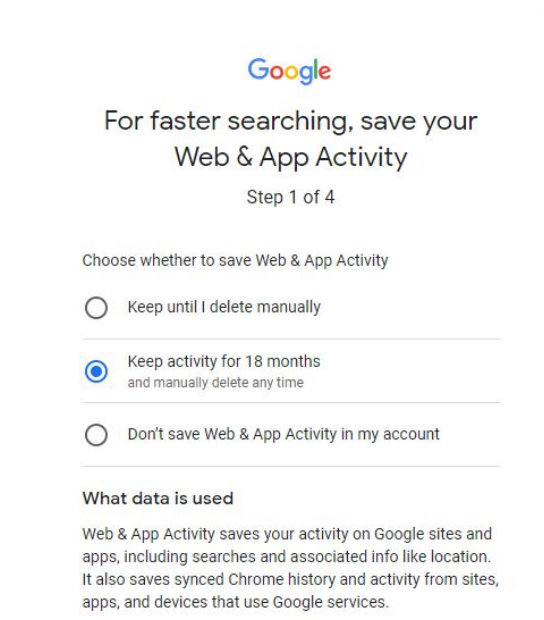 Google
For faster searching, save your
Web & App Activity
Step 1 of 4
Choose whether to save Web & App Activity
Keep until I delete manually
Keep activity for 18 months
and manually delete any time
Don't save Web & App Activity in my account
What data is used
Web & App Activity saves your activity on Google sites and
apps, including searches and associated info like location.
It also saves synced Chrome history and activity from sites,
apps, and devices that use Google services.